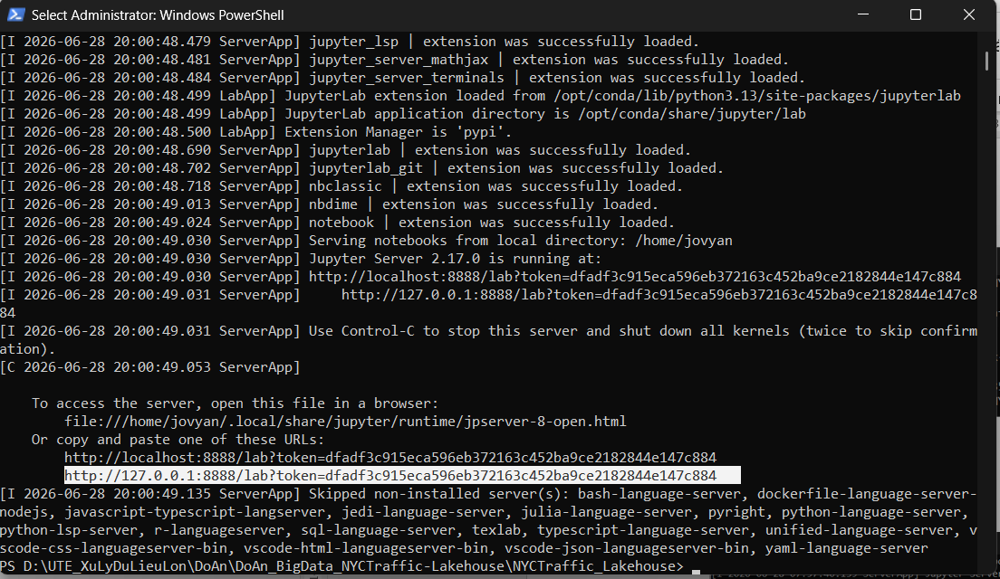 Select Administrator: Windows PowerShell
[I 2026-06-28 20:00:48.479 ServerApp] jupyter_lsp | extension was successfully loaded.
[I 2026-06-28 20:00:48.481 ServerApp] jupyter_server_mathjax | extension was successfully loaded.
[I 2026-06-28 20:00:48.484 ServerApp] jupyter_server_terminals | extension was successfully loaded.
[I 2026-06-28 20:00:48.499 LabApp] JupyterLab extension loaded from /opt/conda/lib/python3.13/site-packages/jupyterlab
[I 2026-06-28 20:00:48.499 LabApp] JupyterLab application directory is /opt/conda/share/jupyter/lab
[I 2026-06-28 20:00:48.500 LabApp] Extension Manager is 'pypi'.
[I 2026-06-28 20:00:48.690 ServerApp] jupyterlab | extension was successfully loaded.
[I 2026-06-28 20:00:48.702 ServerApp] jupyterlab_git | extension was successfully loaded.
[I 2026-06-28 20:00:48.718 ServerApp] nbclassic | extension was successfully loaded.
[I 2026-06-28 20:00:49.013 ServerApp] nbdime | extension was successfully loaded.
[I 2026-06-28 20:00:49.024 ServerApp] notebook | extension was successfully loaded.
[I 2026-06-28 20:00:49.030 ServerApp] Serving notebooks from local directory: /home/jovyan
[I 2026-06-28 20:00:49.030 ServerApp] Jupyter Server 2.17.0 is running at:
[I 2026-06-28 20:00:49.030 ServerApp] http://localhost:8888/lab?token=dfadf3c915eca596eb372163c452ba9ce2182844e147c884
[I 2026-06-28 20:00:49.031 ServerApp]     http://127.0.0.1:8888/lab?token=dfadf3c915eca596eb372163c452ba9ce2182844e147c8
84
[I 2026-06-28 20:00:49.031 ServerApp] Use Control-C to stop this server and shut down all kernels (twice to skip confirm
ation).
[C 2026-06-28 20:00:49.053 ServerApp]
To access the server, open this file in a browser:
file:///home/jovyan/.local/share/jupyter/runtime/jpserver-8-open.html
Or copy and paste one of these URLs:
http://localhost:8888/lab?token=dfadf3c915eca596eb372163c452ba9ce2182844e147c884
http://127.0.0.1:8888/lab?token=dfadf3c915eca596eb372163c452ba9ce2182844e147c884
[I 2026-06-28 20:00:49.135 ServerApp] Skipped non-installed server(s): bash-language-server, dockerfile-language-server-
nodejs, javascript-typescript-langserver, jedi-language-server, julia-language-server, pyright, python-language-server,
python-lsp-server, r-languageserver, sql-language-server, texlab, typescript-language-server, unified-language-server, v
scode-css-languageserver-bin, vscode-html-languageserver-bin, vscode-json-languageserver-bin, yaml-language-server
PS D:\UTE_XuLyDuLieuLon\DoAn\DoAn_BigData_NYCTraffic-Lakehouse\NYCTraffic_Lakehouse>